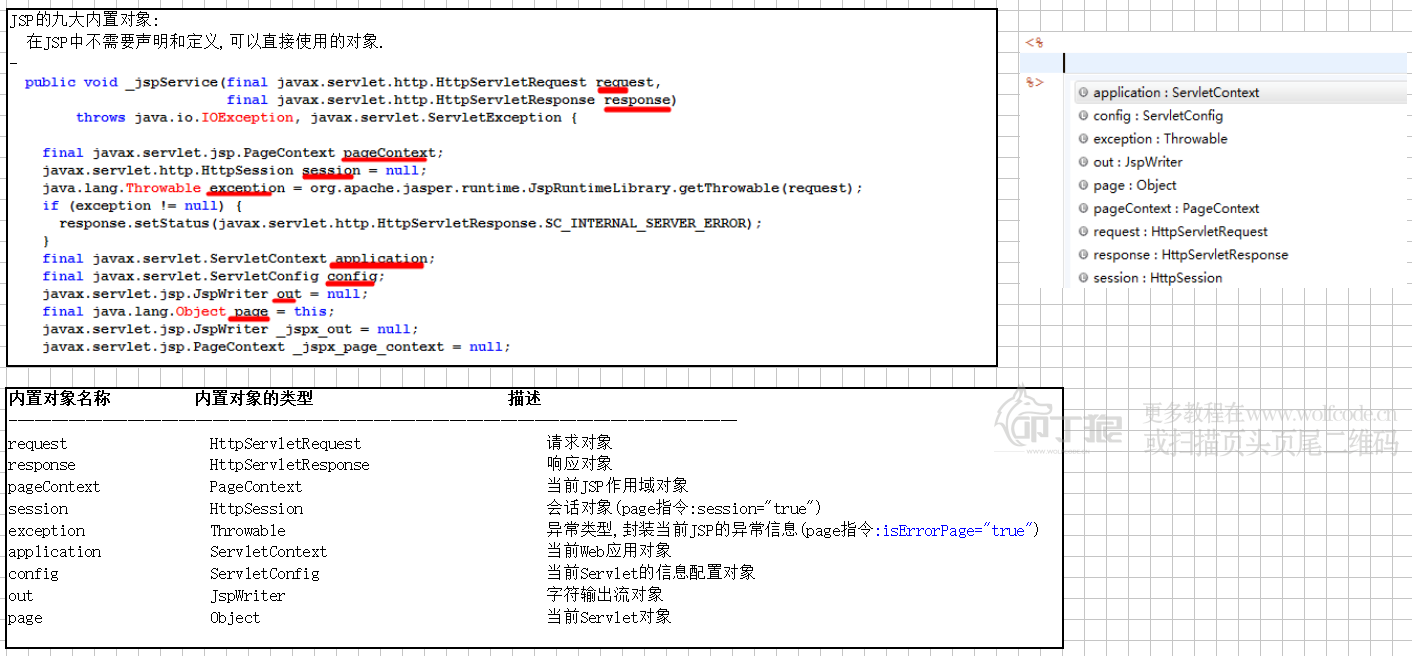 JSP的九大内置对象:
在JSP中不需要声明和定义,可以直接使用的对象.
public void _jspService(final javax.servlet.http.HttpServletRequest request,
final javax.servlet.http.HttpServletResponse response)
throws java.io.IOException, javax.servlet.ServletException {
final javax.servlet.jsp.PageContext pageContext;
javax.servlet.http.HttpSession session = null;
java.lang.Throwable exception = org.apache.jasper.runtime.JspRuntimeLibrary.getThrowable(request);
if (exception != null) {
response.setStatus(javax.servlet.http.HttpServletResponse.SC_INTERNAL_SERVER_ERROR);
}
final javax.servlet.ServletContext application;
final javax.servlet.ServletConfig config;
javax.servlet.jsp.JspWriter out = null;
final java.lang.Object page = this;
javax.servlet.jsp.JspWriter _jspx_out = null;
javax.servlet.jsp.PageContext _jspx_page_context = null;
<%
%>
application : ServletContext
config : ServletConfig
exception : Throwable
out : JspWriter
page : Object
pageContext : PageContext
request : HttpServletRequest
response : HttpServletResponse
session : HttpSession
内置对象名称 内置对象的类型 描述
request HttpServletRequest 请求对象
response HttpServletResponse 响应对象
pageContext PageContext 当前JSP作用域对象
session HttpSession 会话对象(page指令:session="true")
exception Throwable 异常类型,封装当前JSP的异常信息(page指令:isErrorPage="true")
application ServletContext 当前Web应用对象
config ServletConfig 当前Servlet的信息配置对象
out JspWriter 字符输出流对象
page Object 当前Servlet对象
叩丁狼
更多教程在www.wolfcode.cn
或扫描页头页尾二维码